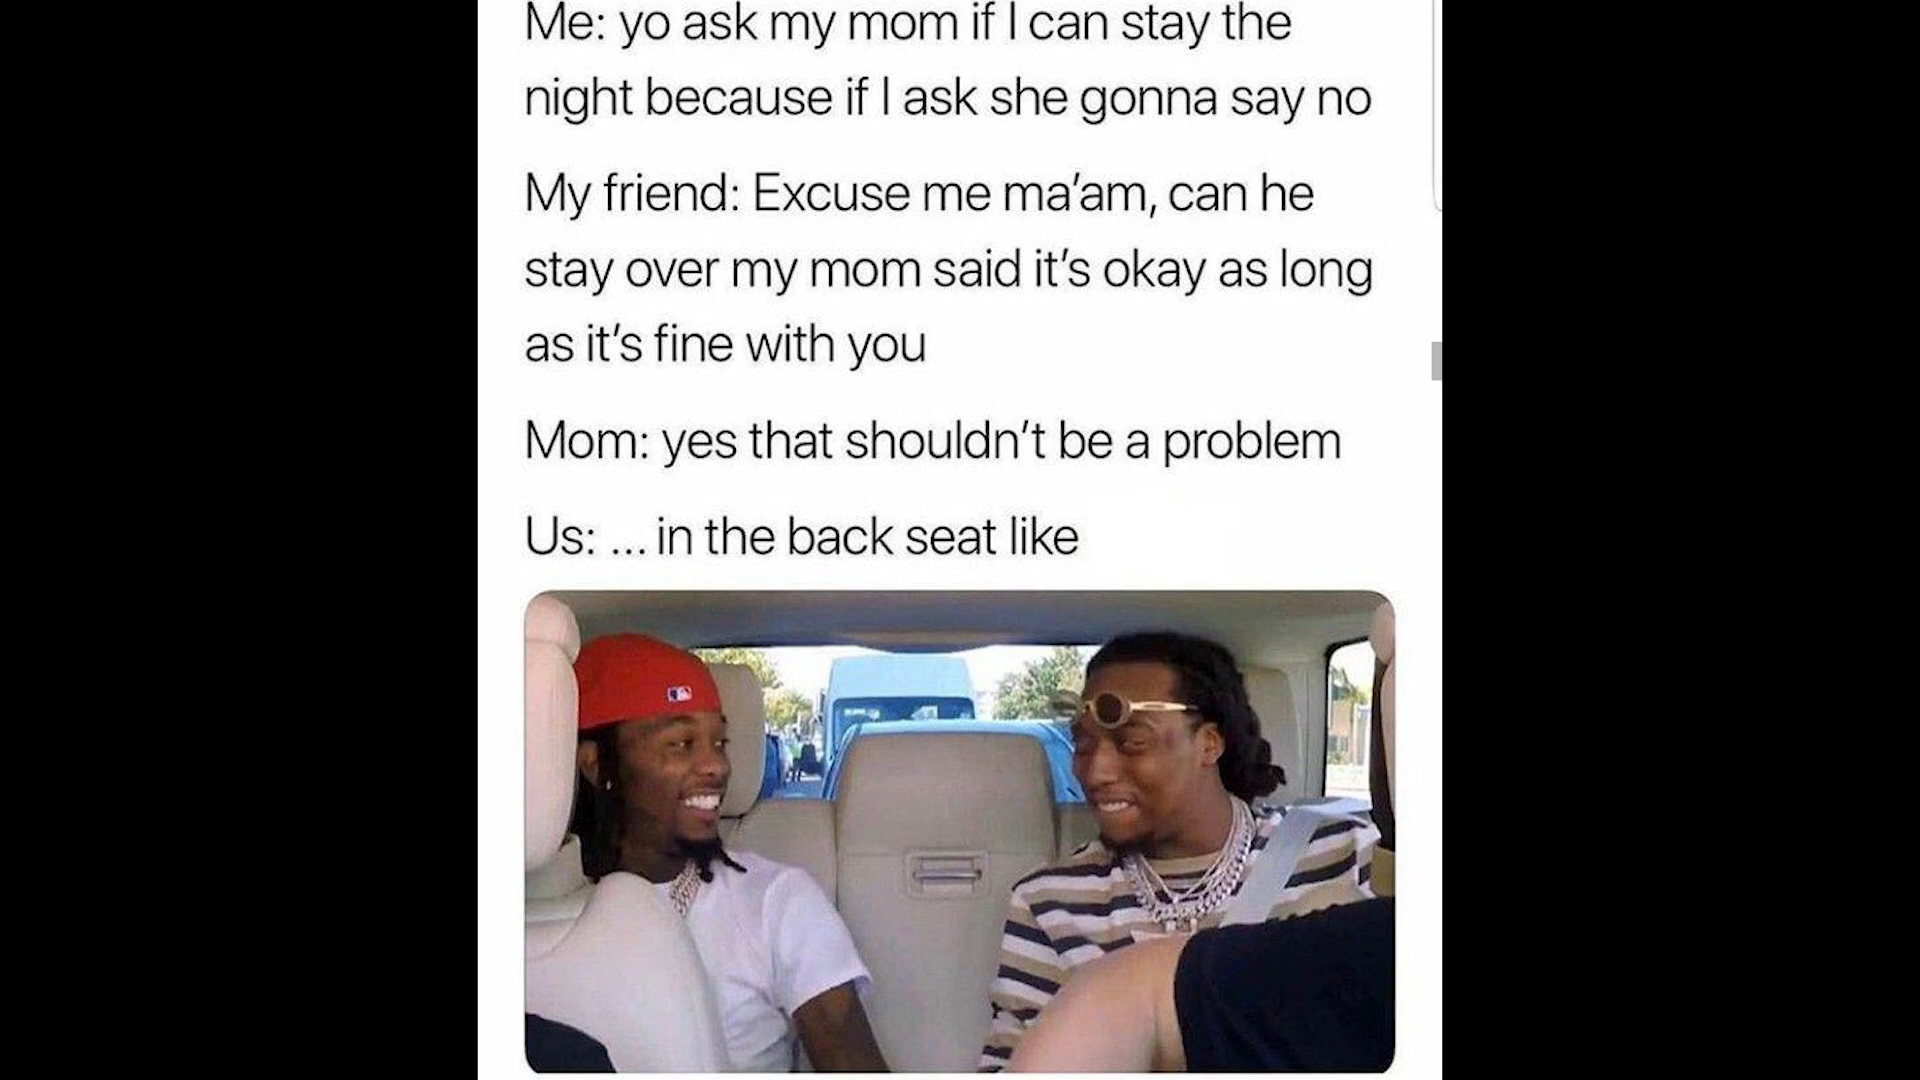 Me: yo ask my mom if I can stay the
night because if I ask she gonna say no
My friend: Excuse me ma’am, can he
stay over my mom said it’s okay as long
as it’s fine with you
Mom: yes that shouldn’t be a problem
Us: ... in the back seat like